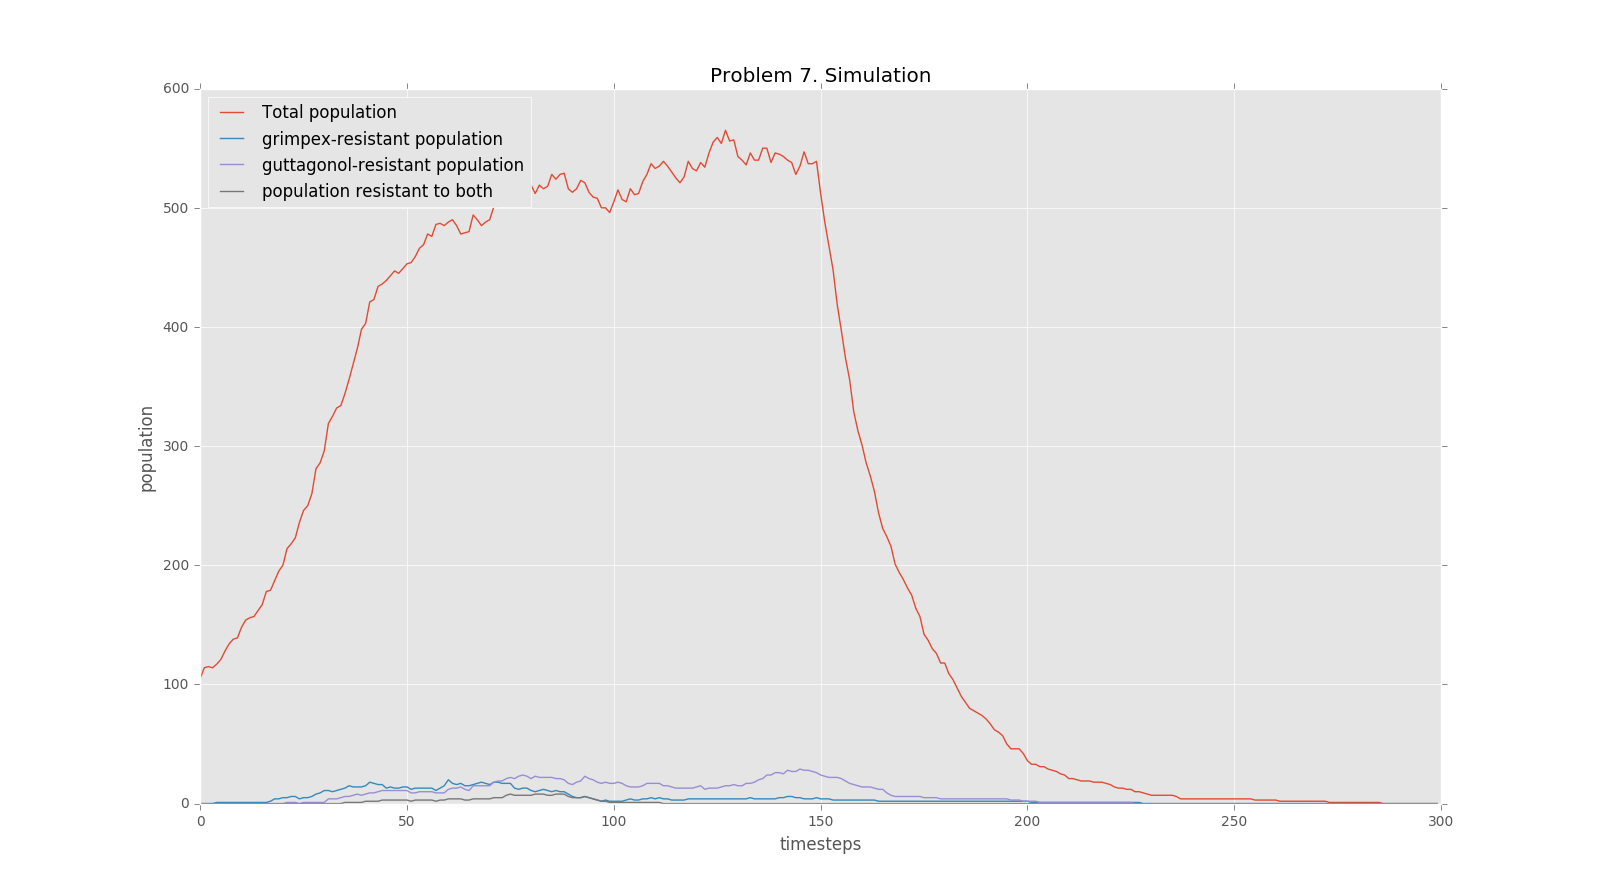 Problem 7. Simulation
600
Total population
grimpex-resistant population
guttagonol-resistant population
population resistant to both
500
400
population
300
200
100
0
0 50 100 150 200 250 300
timesteps